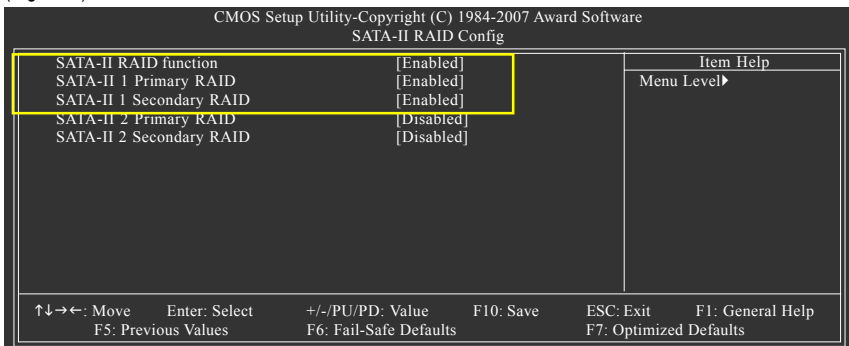 CMOS Setup Utility-Copyright (C) 1984-2007 Award Software
SATA-II RAID Config
SATA-II RAID function [Enabled]
SATA-II 1 Primary RAID [Enabled]
SATA-II 1 Secondary RAID [Enabled]
SATA-II 2 Primary RAID [Disabled]
SATA-II 2 Secondary RAID [Disabled]
Item Help
Menu Level▶
↑↓→←: Move Enter: Select +/-/PU/PD: Value F10: Save ESC: Exit F1: General Help
F5: Previous Values F6: Fail-Safe Defaults F7: Optimized Defaults